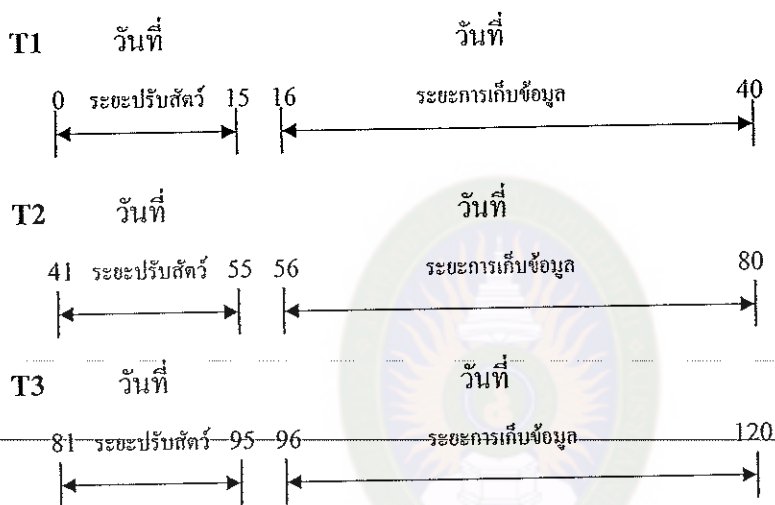 T1 วันที่ วันที่
0 ระยะปรับสัตว์ 15 16 ระยะการเก็บข้อมูล 40
T2 วันที่ วันที่
41 ระยะปรับสัตว์ 55 56 ระยะการเก็บข้อมูล 80
T3 วันที่ วันที่
81 ระยะปรับสัตว์ 95 96 ระยะการเก็บข้อมูล 120